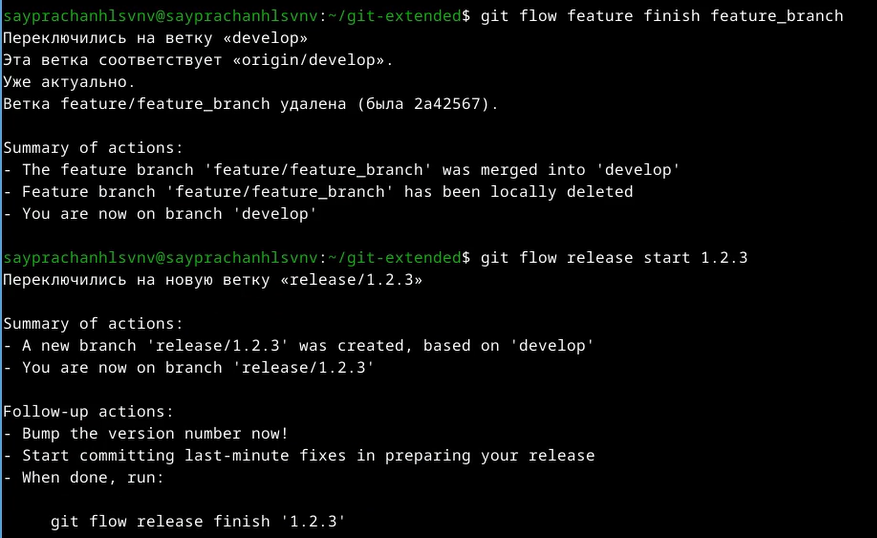 sayprachanhlsvnv@sayprachanhlsvnv:~/git-extended$ git flow feature finish feature_branch
Переключились на ветку «develop»
Эта ветка соответствует «origin/develop».
Уже актуально.
Ветка feature/feature_branch удалена (была 2a42567).
Summary of actions:
- The feature branch 'feature/feature_branch' was merged into 'develop'
- Feature branch 'feature/feature_branch' has been locally deleted
- You are now on branch 'develop'
sayprachanhlsvnv@sayprachanhlsvnv:~/git-extended$ git flow release start 1.2.3
Переключились на новую ветку «release/1.2.3»
Summary of actions:
- A new branch 'release/1.2.3' was created, based on 'develop'
- You are now on branch 'release/1.2.3'
Follow-up actions:
- Bump the version number now!
- Start committing last-minute fixes in preparing your release
- When done, run:
git flow release finish '1.2.3'